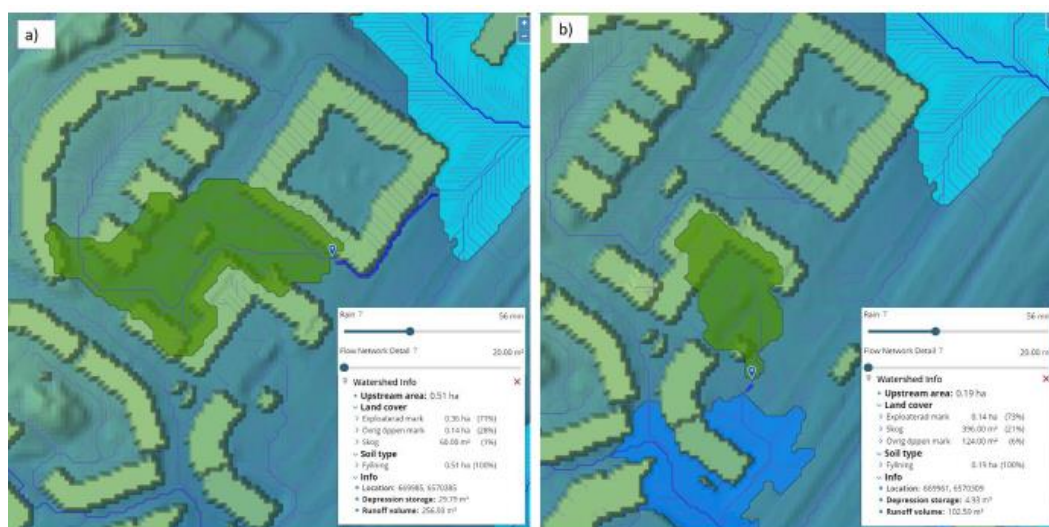 a)
Rain ?
56 mm
Flow Network Detail ?
20.00 m²
Watershed Info
Upstream area: 0.51 ha
Land cover
Exploaterad mark 0.36 ha (71%)
Övrig öppen mark 0.14 ha (28%)
Skog 60.00 m² (1%)
Soil type
Fyllning 0.51 ha (100%)
Info
Location: 669985, 6570385
Depression storage: 29.79 m³
Runoff volume: 256.93 m³
b)
Rain ?
56 mm
Flow Network Detail ?
20.00 m²
Watershed Info
Upstream area: 0.19 ha
Land cover
Exploaterad mark 0.14 ha (73%)
Skog 396.00 m² (21%)
Övrig öppen mark 124.00 m² (6%)
Soil type
Fyllning 0.19 ha (100%)
Info
Location: 669961, 6570309
Depression storage: 4.93 m³
Runoff volume: 102.50 m³